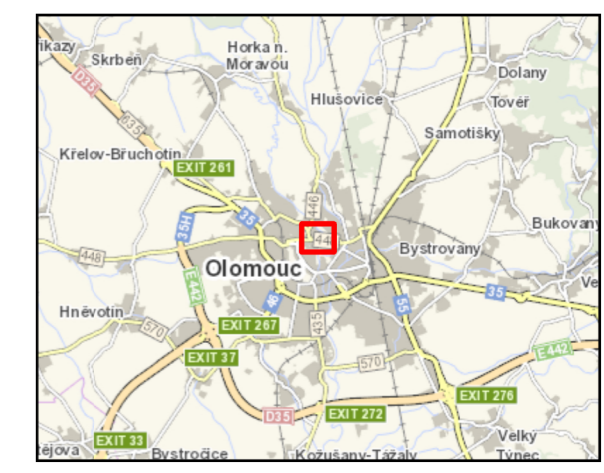 Skrbeň
Horka n.
Moravou
Dolany
D35
Hlušovice
Tovéř
635
Samotišky
Křelov-Břuchotín
EXIT 261
446
35
35H
448
Bystrovany
Olomouc
E442
46
35
55
Hněvotín
570
EXIT 267
435
EXIT 37
570
E442
D35
EXIT 272
EXIT 276
EXIT 33
Bystročice
Kožušany-Tážaly
Velký
Týnec